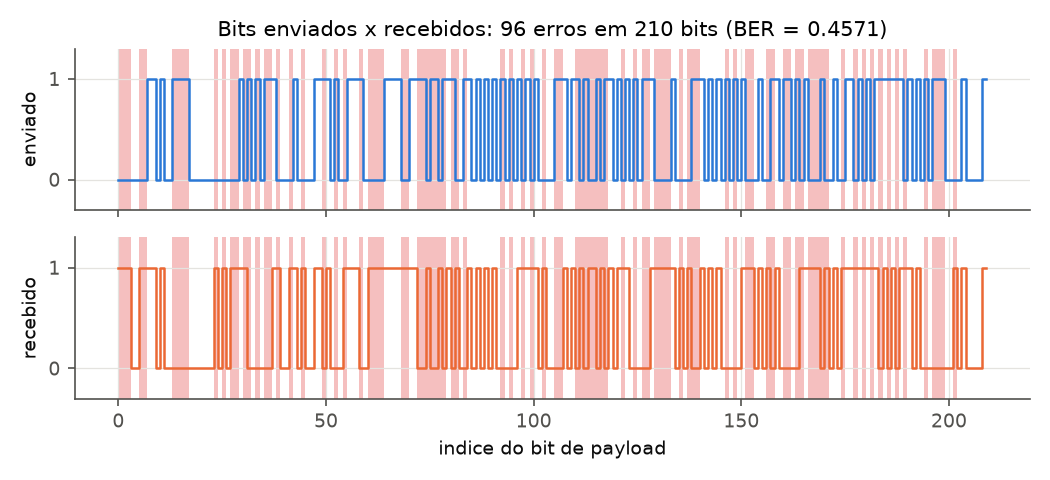 Bits enviados x recebidos: 96 erros em 210 bits (BER = 0.4571)
enviado
1
0
recebido
1
0
0 50 100 150 200
indice do bit de payload